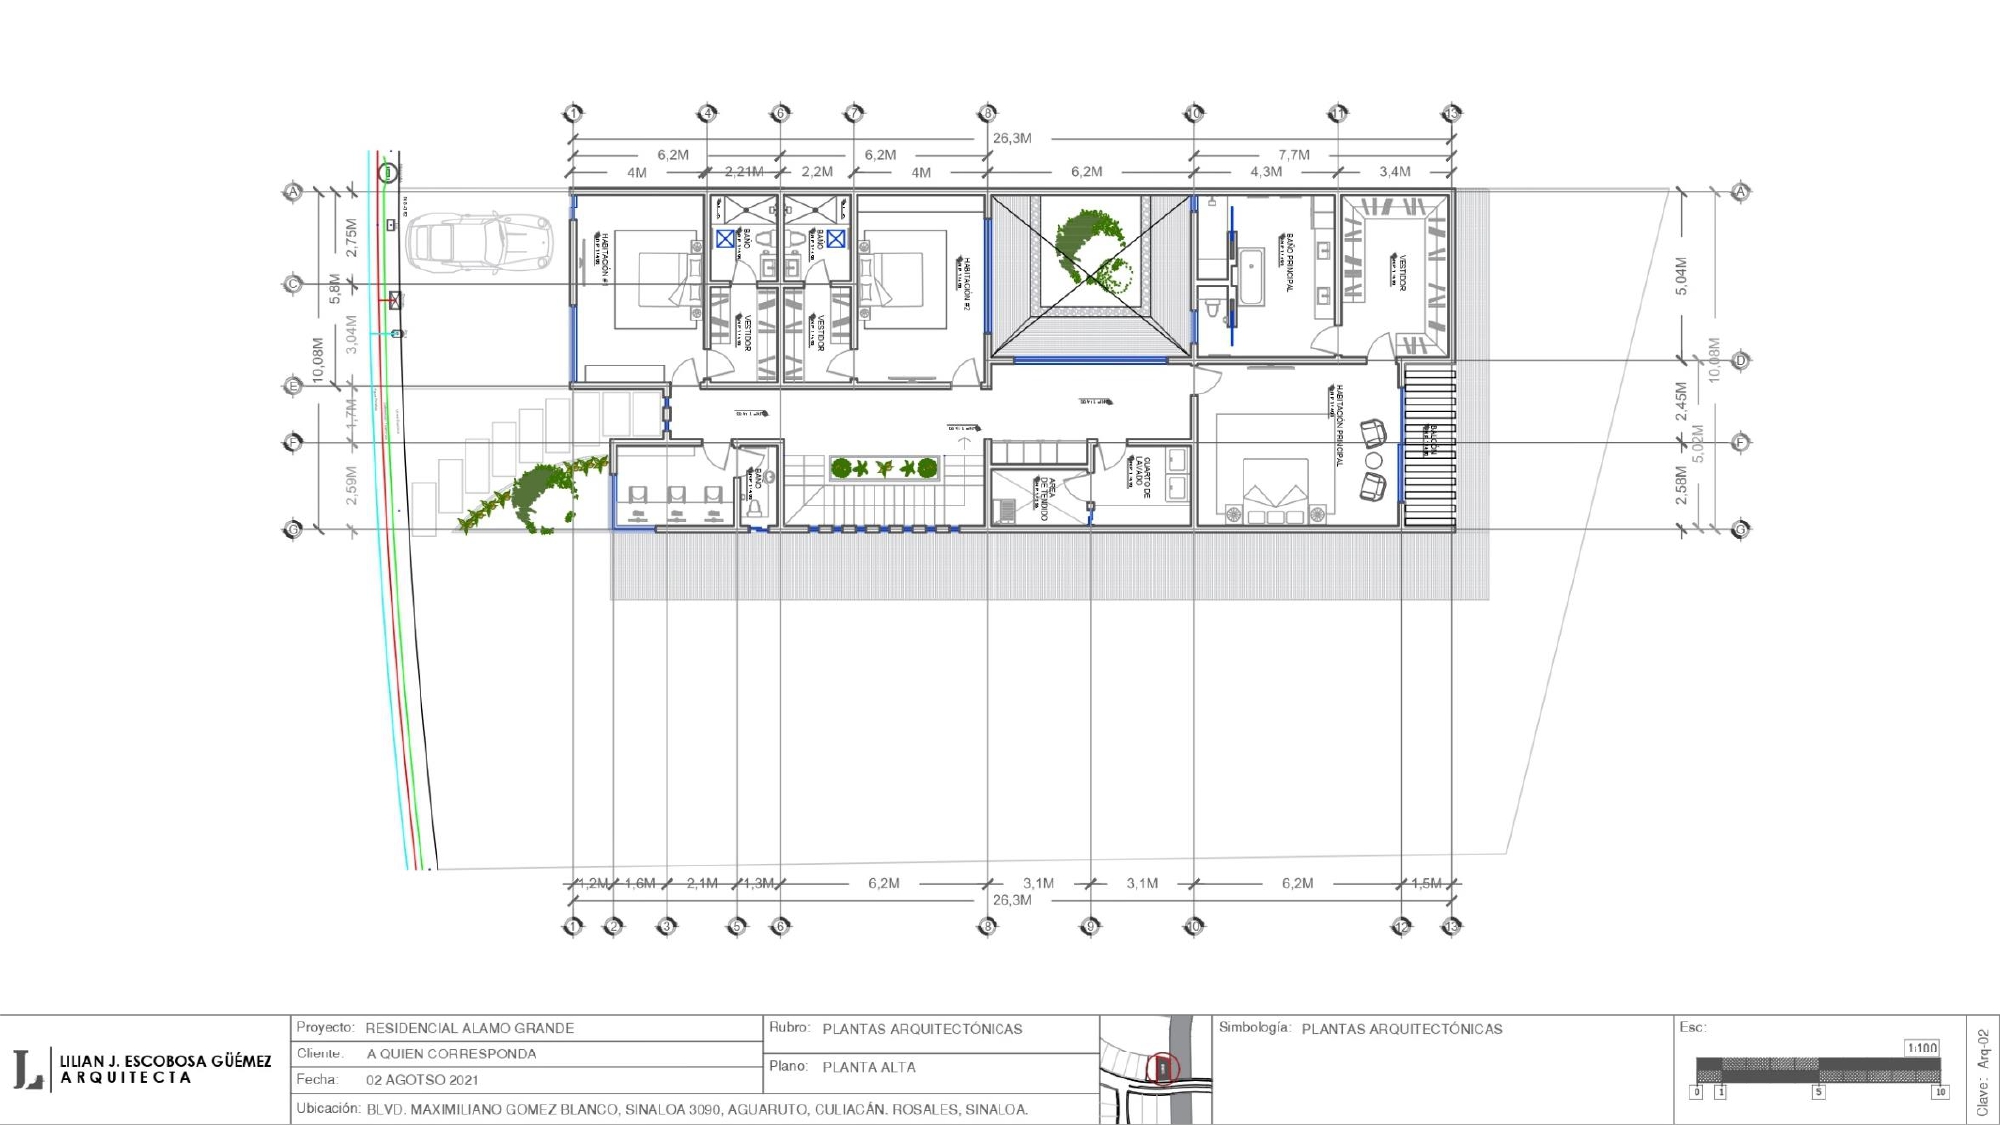 1 4 6 7 8 10 11 13
26,3M
6,2M 6,2M 7,7M
4M 2,21M 2,2M 4M 6,2M 4,3M 3,4M
A A
C
E
F
G
D
F
G
2,75M
5,8M
3,04M
10,08M
1,7M
2,59M
5,04M
10,08M
2,45M
5,02M
2,58M
HABITACIÓN #1
BAÑO
BAÑO
VESTIDOR
VESTIDOR
HABITACIÓN #2
BAÑO PRINCIPAL
VESTIDOR
HABITACIÓN PRINCIPAL
BALCÓN
BAÑO
AREA
DE TENDIDO
CUARTO DE
LAVADO
1,2M 1,6M 2,1M 1,3M 6,2M 3,1M 3,1M 6,2M 1,5M
26,3M
1 2 3 5 6 8 9 10 12 13
LILIAN J. ESCOBOSA GÜÉMEZ
ARQUITECTA
Proyecto: RESIDENCIAL ALAMO GRANDE
Cliente: A QUIEN CORRESPONDA
Fecha: 02 AGOTSO 2021
Ubicación: BLVD. MAXIMILIANO GOMEZ BLANCO, SINALOA 3090, AGUARUTO, CULIACÁN. ROSALES, SINALOA.
Rubro: PLANTAS ARQUITECTÓNICAS
Plano: PLANTA ALTA
Simbología: PLANTAS ARQUITECTÓNICAS
Esc:
1:100
0 1 5 10
Clave: Arq-02